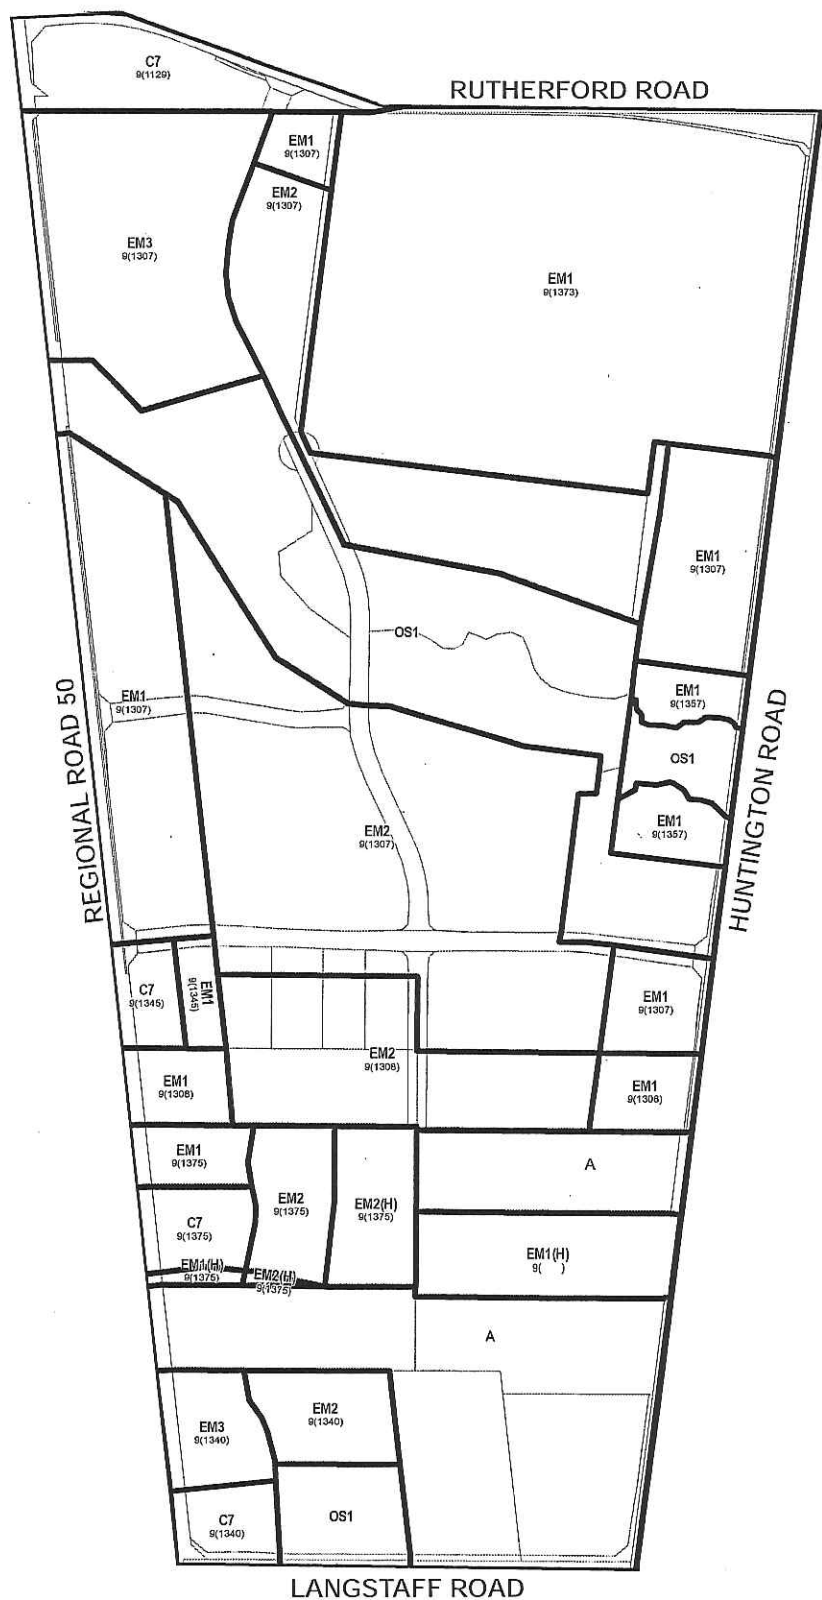 C7
9(1129)
RUTHERFORD ROAD
EM1
9(1307)
EM2
9(1307)
EM3
9(1307)
EM1
9(1373)
EM1
9(1307)
OS1
EM1
9(1357)
EM1
9(1307)
REGIONAL ROAD 50
HUNTINGTON ROAD
OS1
EM1
9(1357)
EM2
9(1307)
C7
9(1345)
EM1
9(1345)
EM1
9(1307)
EM2
9(1308)
EM1
9(1308)
EM1
9(1306)
EM1
9(1375)
A
EM2
9(1375)
EM2(H)
9(1375)
C7
9(1375)
EM1(H)
9( )
EM1(H)
9(1375)
EM2(H)
9(1375)
A
EM3
9(1340)
EM2
9(1340)
C7
9(1340)
OS1
LANGSTAFF ROAD